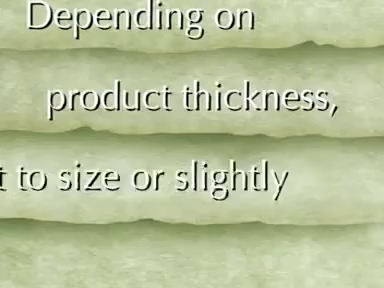 Depending on
product thickness,
to size or slightly